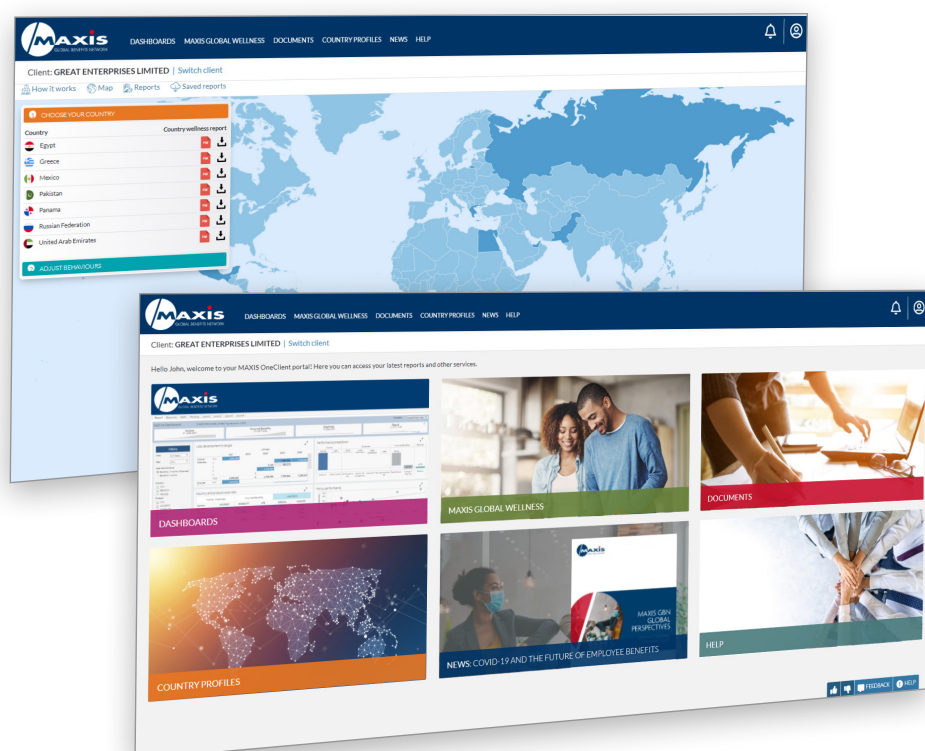 MAXIS
GLOBAL BENEFITS NETWORK
DASHBOARDS MAXIS GLOBAL WELLNESS DOCUMENTS COUNTRY PROFILES NEWS HELP
Client: GREAT ENTERPRISES LIMITED | Switch client
How it works Map Reports Saved reports
CHOOSE YOUR COUNTRY
Country Country wellness report
Egypt
Greece
Mexico
Pakistan
Panama
Russian Federation
United Arab Emirates
ADJUST BEHAVIOURS
MAXIS
GLOBAL BENEFITS NETWORK
DASHBOARDS MAXIS GLOBAL WELLNESS DOCUMENTS COUNTRY PROFILES NEWS HELP
Client: GREAT ENTERPRISES LIMITED | Switch client
Hello John, welcome to your MAXIS OneClient portal! Here you can access your latest reports and other services.
MAXIS
DASHBOARDS
MAXIS GLOBAL WELLNESS
DOCUMENTS
COUNTRY PROFILES
MAXIS
MAXIS GBN
GLOBAL
PERSPECTIVES
NEWS: COVID-19 AND THE FUTURE OF EMPLOYEE BENEFITS
HELP
FEEDBACK HELP